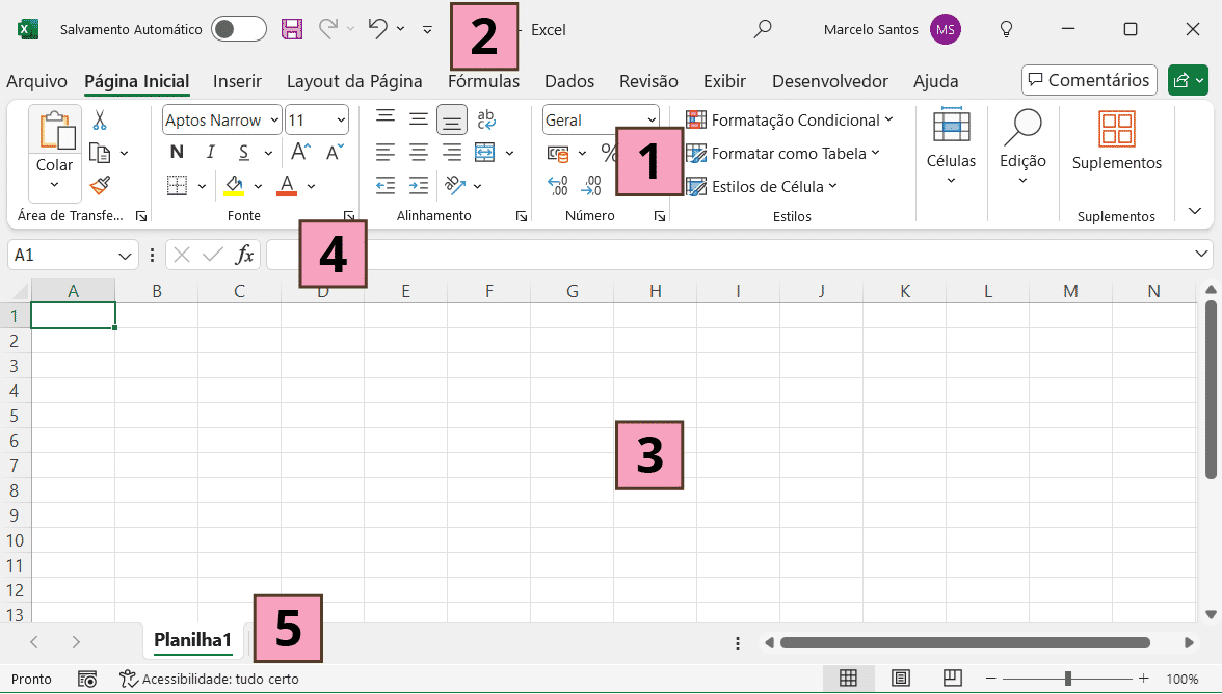 Salvamento Automático 2 - Excel Marcelo Santos MS
Arquivo Página Inicial Inserir Layout da Página Fórmulas Dados Revisão Exibir Desenvolvedor Ajuda Comentários
Aptos Narrow 11 ab Geral Formatação Condicional
Colar N I S A A % 1 Formatar como Tabela Células Edição Suplementos
A Estilos de Célula
Área de Transfe... Fonte Alinhamento Número Estilos Suplementos
A1 fx 4
A B C D E F G H I J K L M N
1
2
3
4
5
6
7 3
8
9
10
11
12
13
Planilha1 5
Pronto Acessibilidade: tudo certo 100%